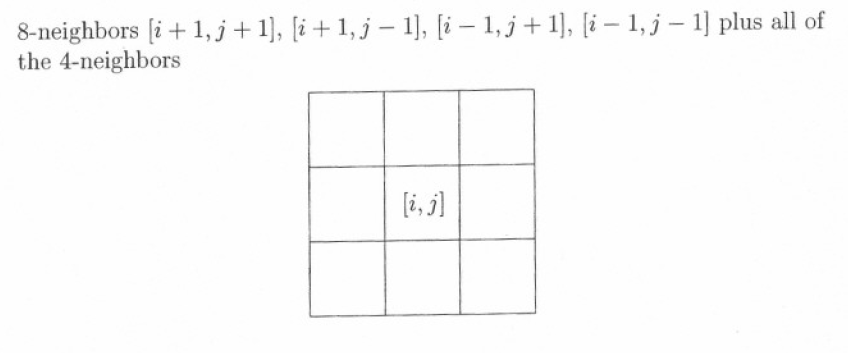 8-neighbors [i + 1, j + 1], [i + 1, j − 1], [i − 1, j + 1], [i − 1, j − 1] plus all of
the 4-neighbors
[i, j]